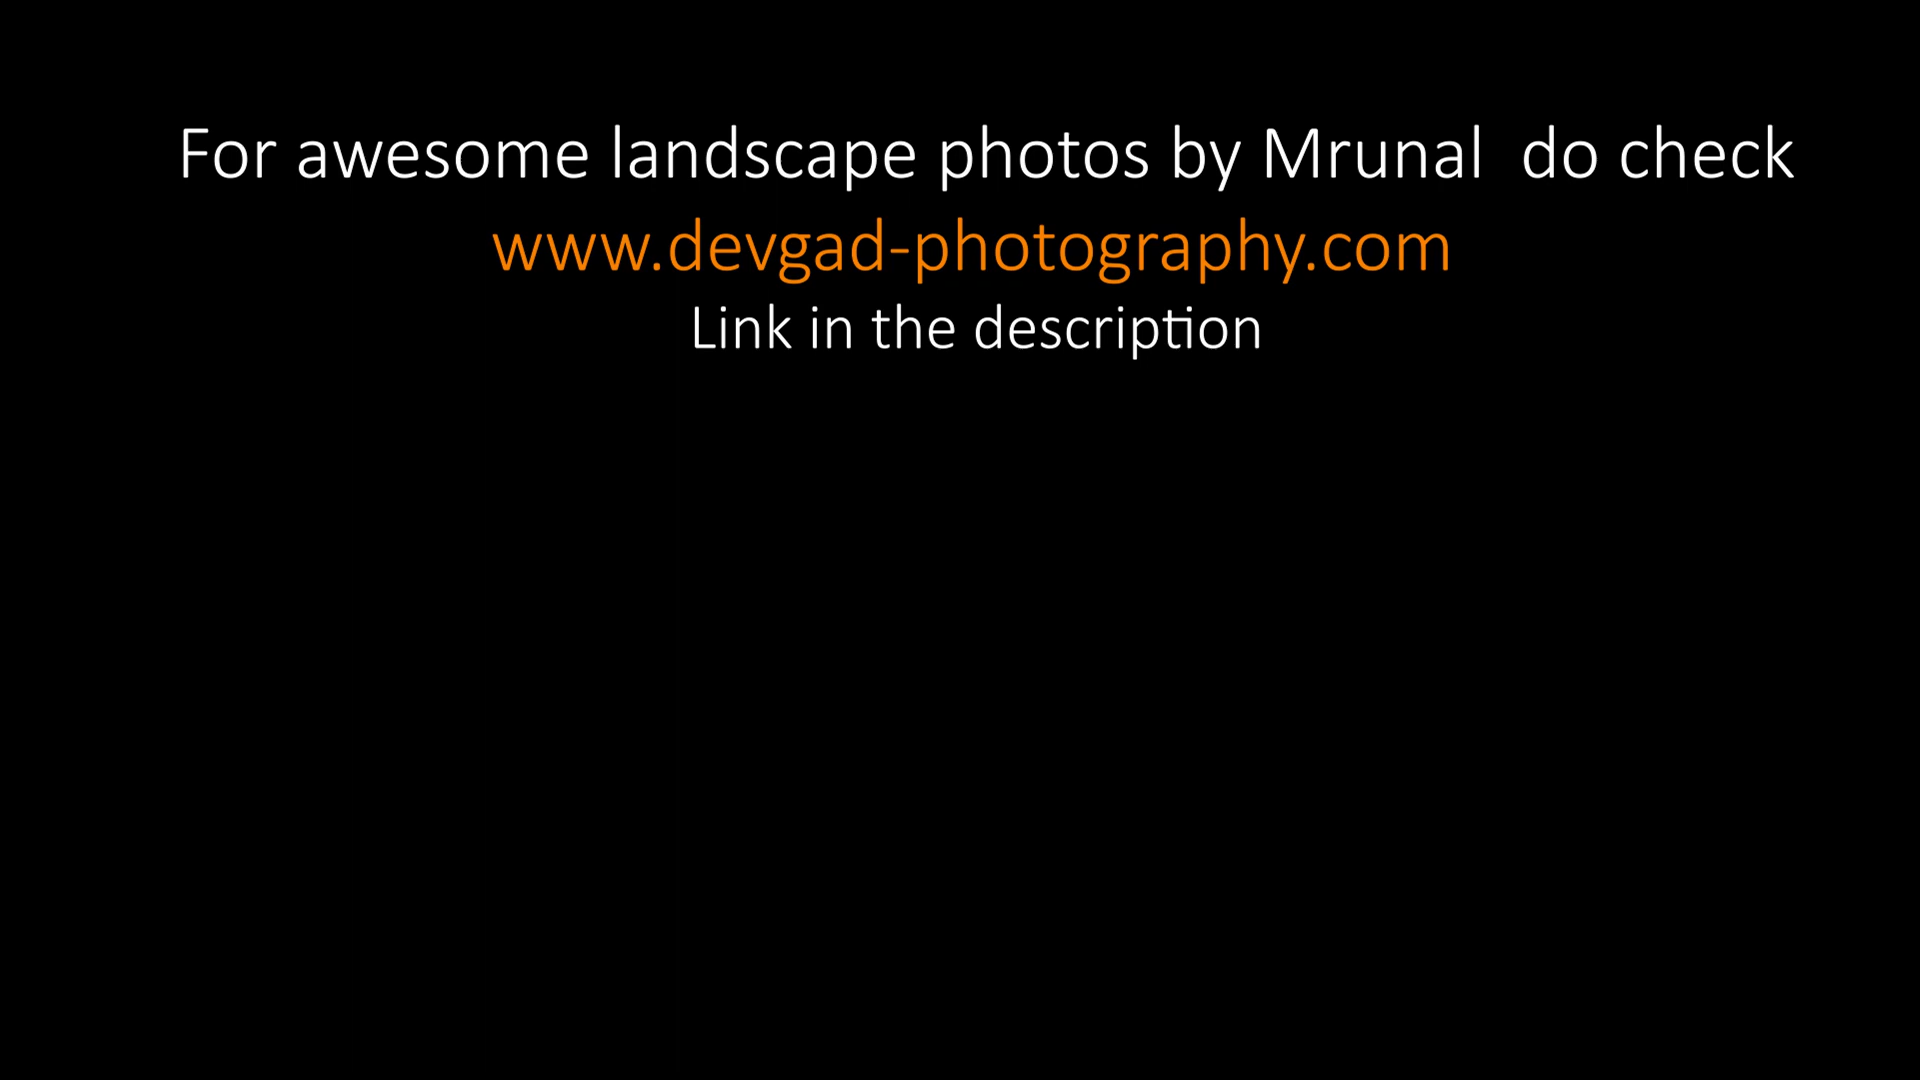 For awesome landscape photos by Mrunal  do check
www.devgad-photography.com
Link in the description